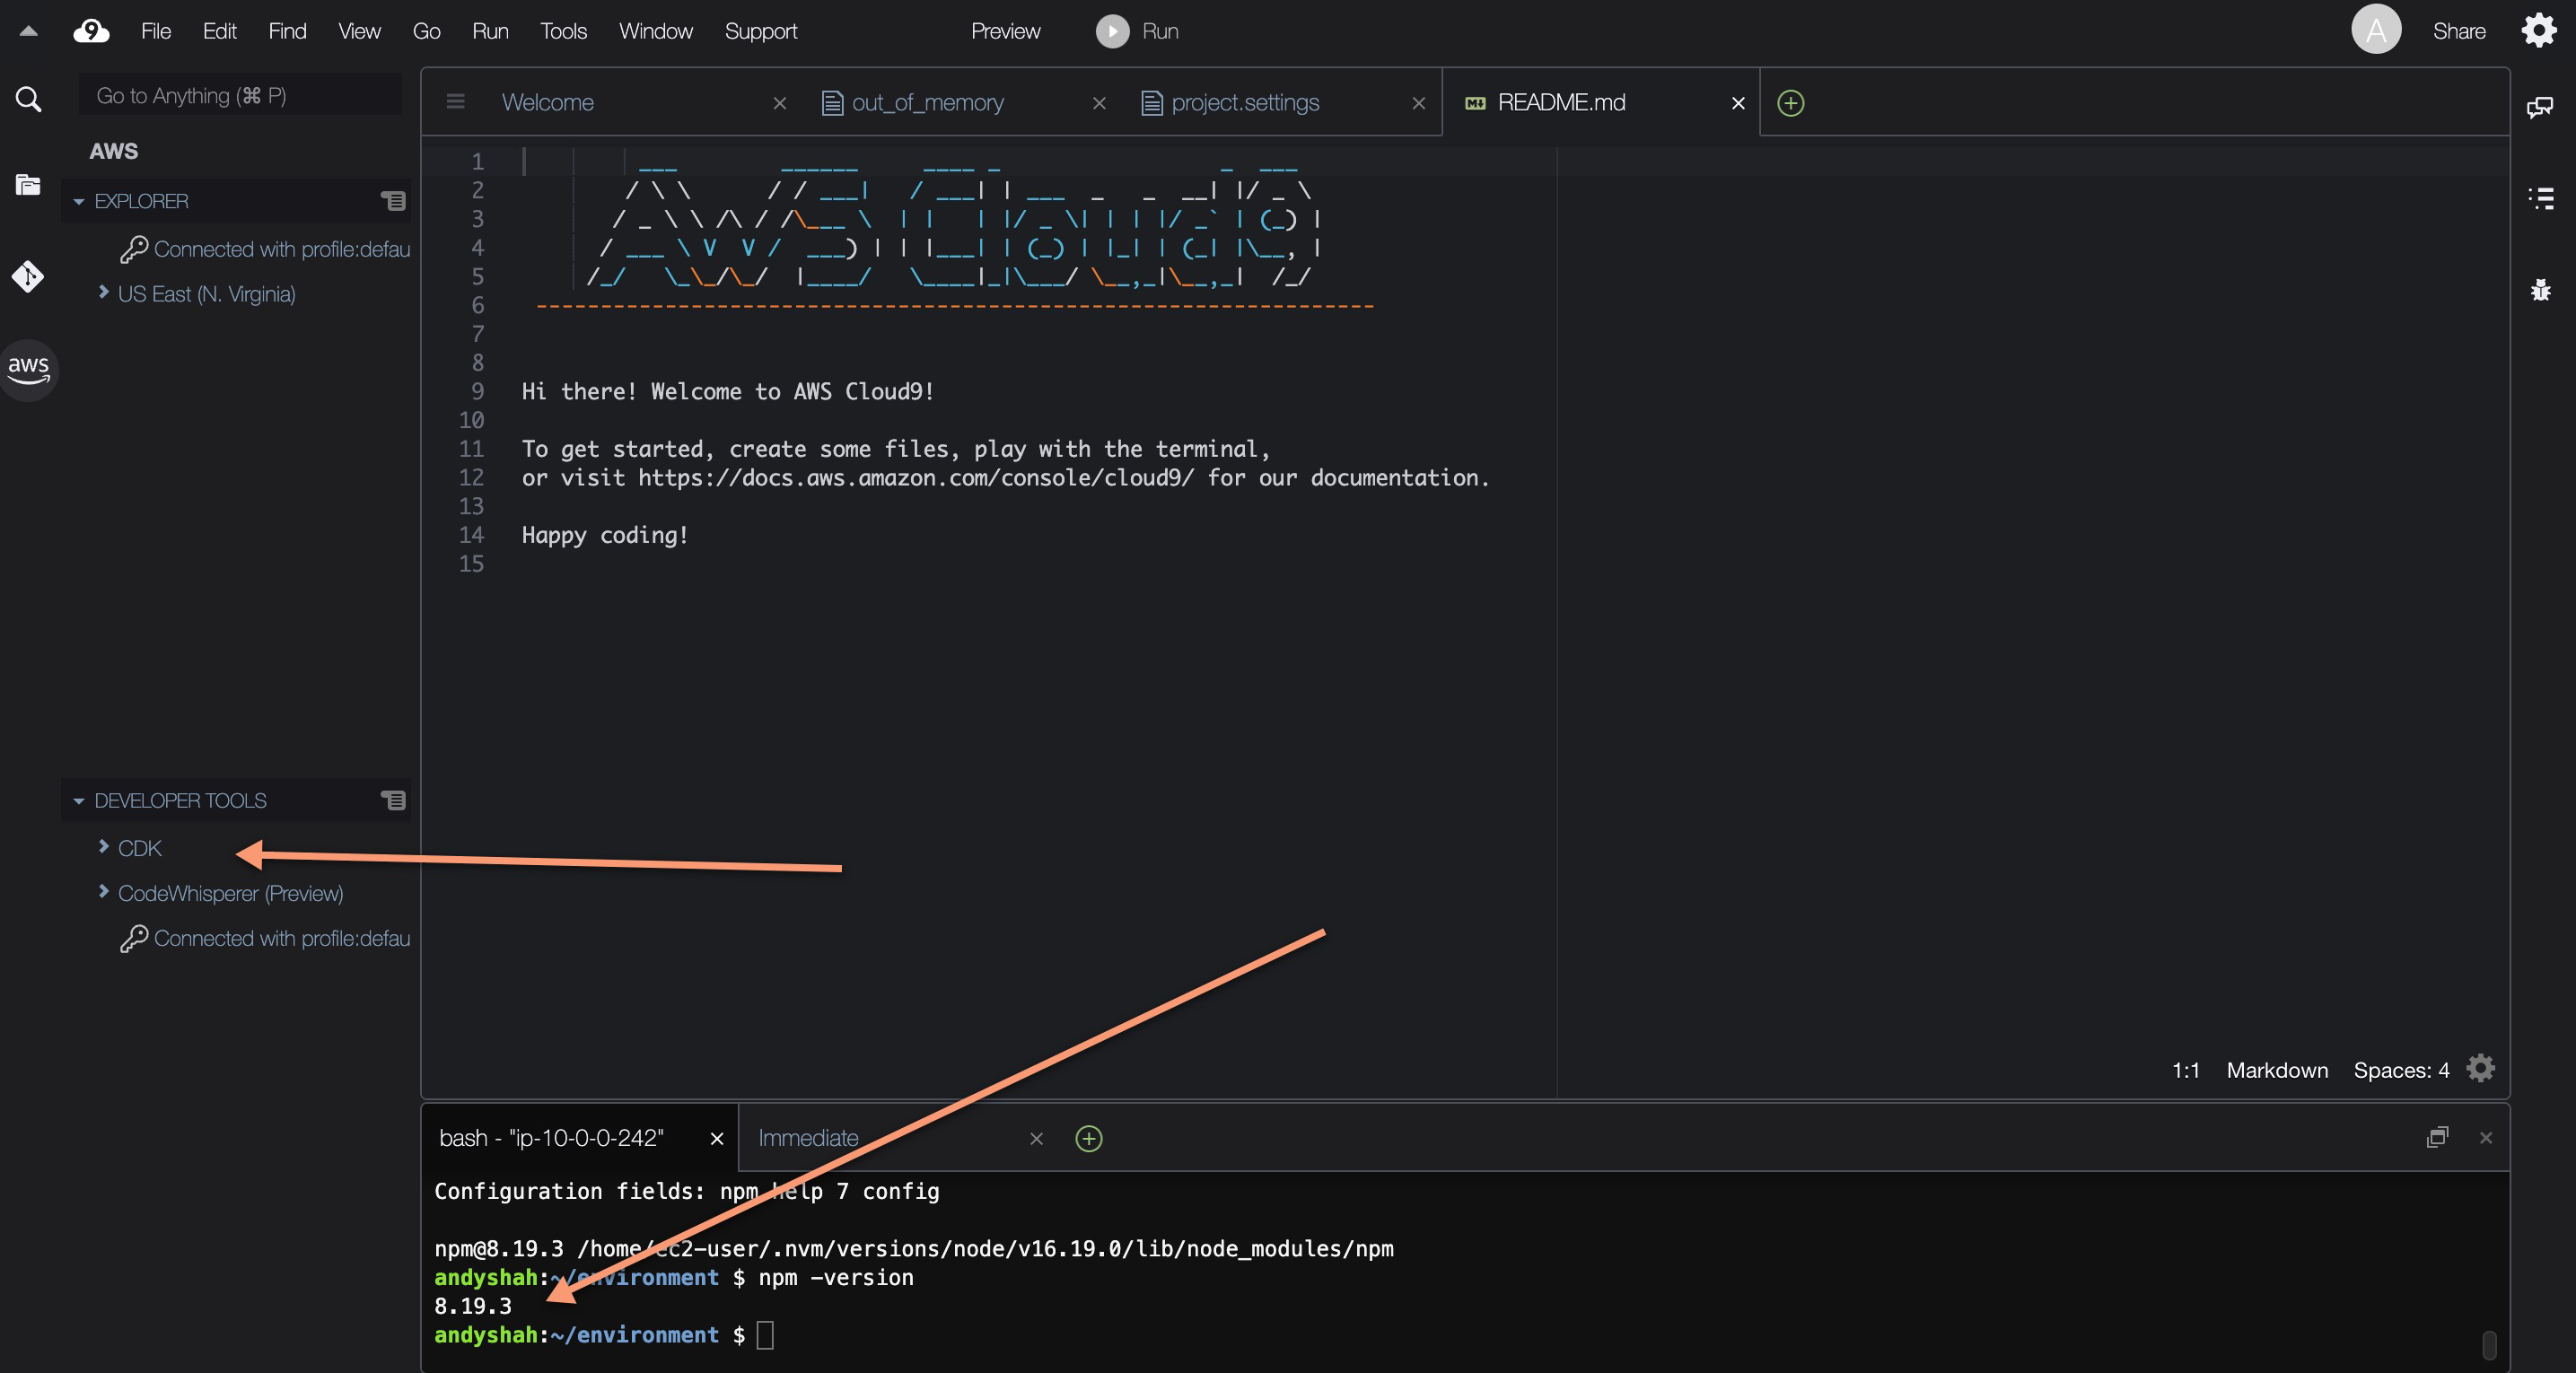 9 File Edit Find View Go Run Tools Window Support Preview Run A Share
Go to Anything (⌘ P)
Welcome out_of_memory project.settings M↓ README.md
AWS
EXPLORER
Connected with profile:defau
US East (N. Virginia)
aws
DEVELOPER TOOLS
CDK
CodeWhisperer (Preview)
Connected with profile:defau
1
2
3
4
5
6 -----------------------------------------------------------------
7
8
9 Hi there! Welcome to AWS Cloud9!
10
11 To get started, create some files, play with the terminal,
12 or visit https://docs.aws.amazon.com/console/cloud9/ for our documentation.
13
14 Happy coding!
15
1:1 Markdown Spaces: 4
bash - "ip-10-0-0-242" Immediate
Configuration fields: npm help 7 config
npm@8.19.3 /home/ec2-user/.nvm/versions/node/v16.19.0/lib/node_modules/npm
andyshah:~/environment $ npm -version
8.19.3
andyshah:~/environment $